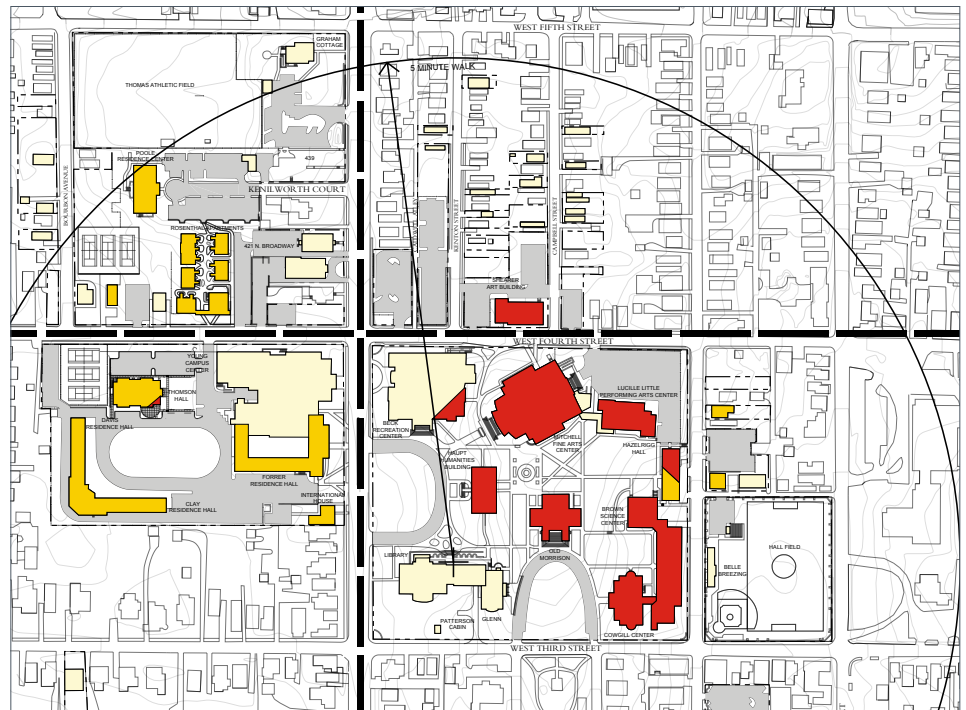 WEST FIFTH STREET
GRAHAM
COTTAGE
5 MINUTE WALK
THOMAS ATHLETIC FIELD
POOLE
RESIDENCE CENTER
439
KENILWORTH COURT
BOURBON AVENUE
ROSENTHAL APARTMENTS
421 N. BROADWAY
KENTON STREET
CAMPBELL STREET
SHEARER
ART BUILDING
WEST FOURTH STREET
YOUNG
CAMPUS
CENTER
THOMSON
HALL
DAVIS
RESIDENCE HALL
LUCILLE LITTLE
PERFORMING ARTS CENTER
BECK
RECREATION
CENTER
MITCHELL
FINE ARTS
CENTER
HAZELRIGG
HALL
HAUPT
HUMANITIES
BUILDING
FORRER
RESIDENCE HALL
INTERNATIONAL
HOUSE
CLAY
RESIDENCE HALL
BROWN
SCIENCE
CENTER
LIBRARY
OLD
MORRISON
HALL FIELD
BELLE
BREEZING
PATTERSON
CABIN
GLENN
COWGILL CENTER
WEST THIRD STREET